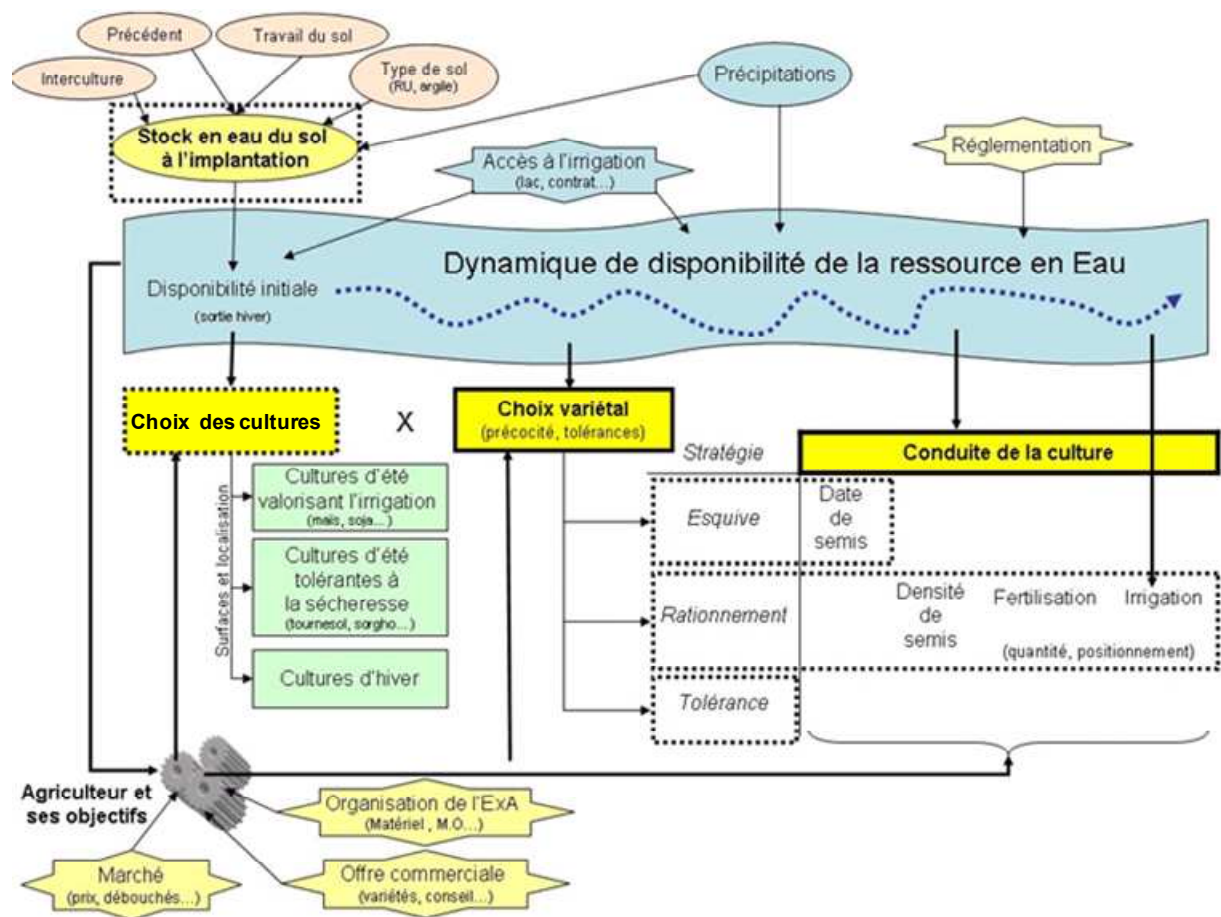 Précédent
Travail du sol
Interculture
Type de sol
(RU, argile)
Précipitations
Stock en eau du sol
à l'implantation
Accès à l'irrigation
(lac, contrat...)
Réglementation
Dynamique de disponibilité de la ressource en Eau
Disponibilité initiale
(sortie hiver)
Choix des cultures
X
Choix variétal
(précocité, tolérances)
Stratégie
Conduite de la culture
Surfaces et localisation
Cultures d'été
valorisant l'irrigation
(maïs, soja...)
Cultures d'été
tolérantes à
la sécheresse
(tournesol, sorgho...)
Cultures d'hiver
Esquive
Date
de
semis
Rationnement
Densité
de
semis
Fertilisation
Irrigation
(quantité, positionnement)
Tolérance
Agriculteur et
ses objectifs
Organisation de l'ExA
(Matériel , M.O...)
Marché
(prix, débouchés...)
Offre commerciale
(variétés, conseil...)